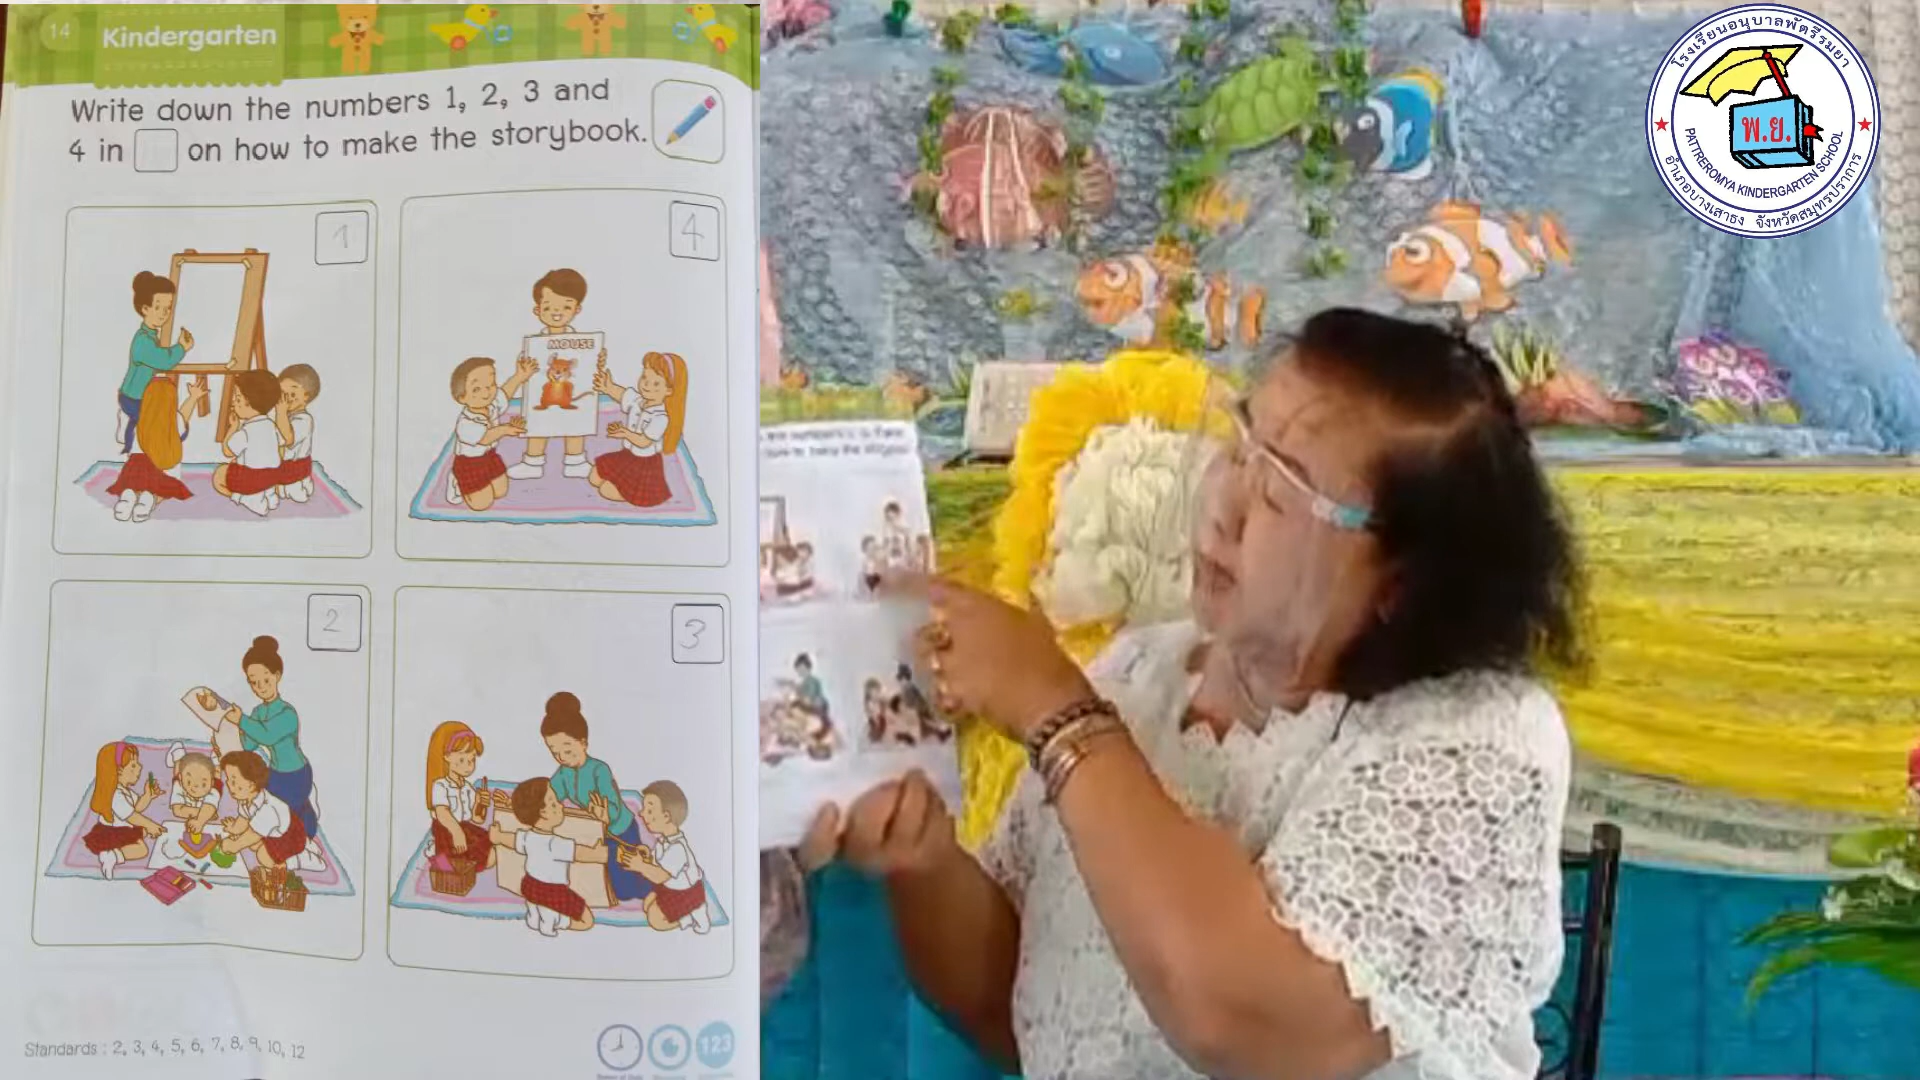 14
Kindergarten
Write down the numbers 1, 2, 3 and
4 in on how to make the storybook.
1
4
MOUSE
2
3
Standards : 2, 3, 4, 5, 6, 7, 8, 9, 10, 12
123
โรงเรียนอนุบาลพัตรีรมยา
พ.ย.
PATTREROMYA KINDERGARTEN SCHOOL
อำเภอบางเสาธง จังหวัดสมุทรปราการ